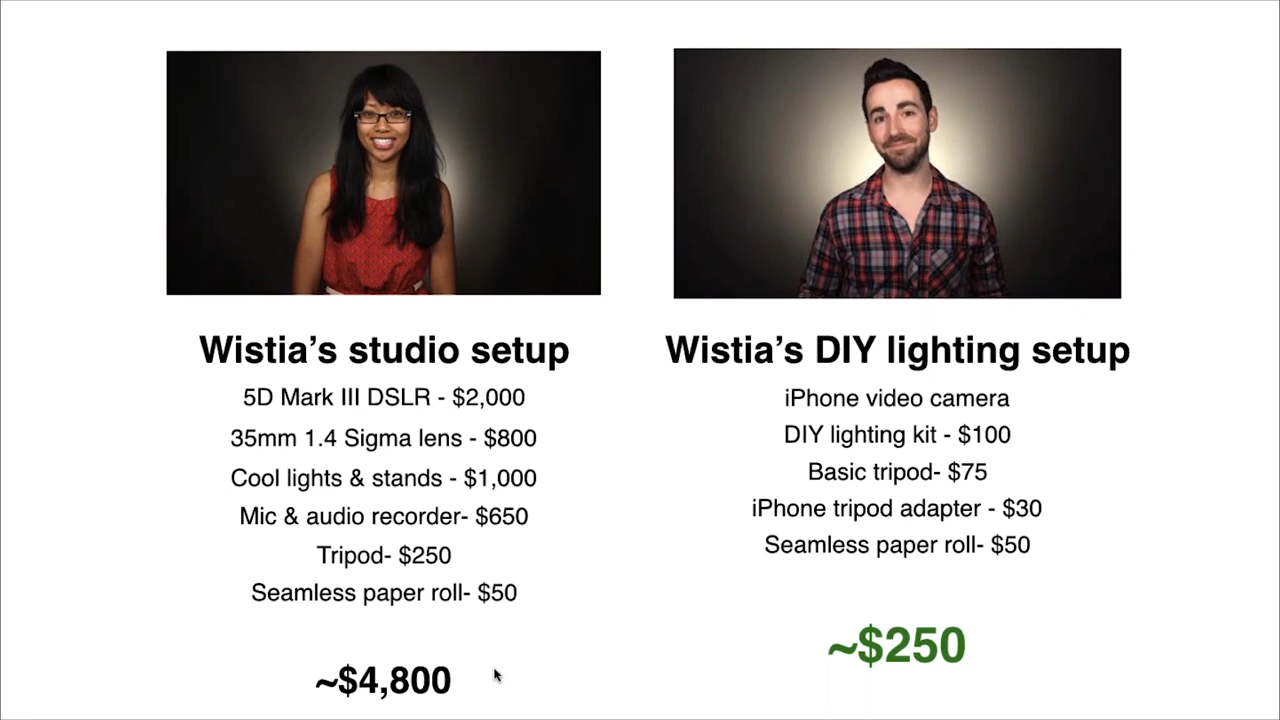 Wistia's studio setup
5D Mark III DSLR - $2,000
35mm 1.4 Sigma lens - $800
Cool lights & stands - $1,000
Mic & audio recorder- $650
Tripod- $250
Seamless paper roll- $50
~$4,800
Wistia's DIY lighting setup
iPhone video camera
DIY lighting kit - $100
Basic tripod- $75
iPhone tripod adapter - $30
Seamless paper roll- $50
~$250